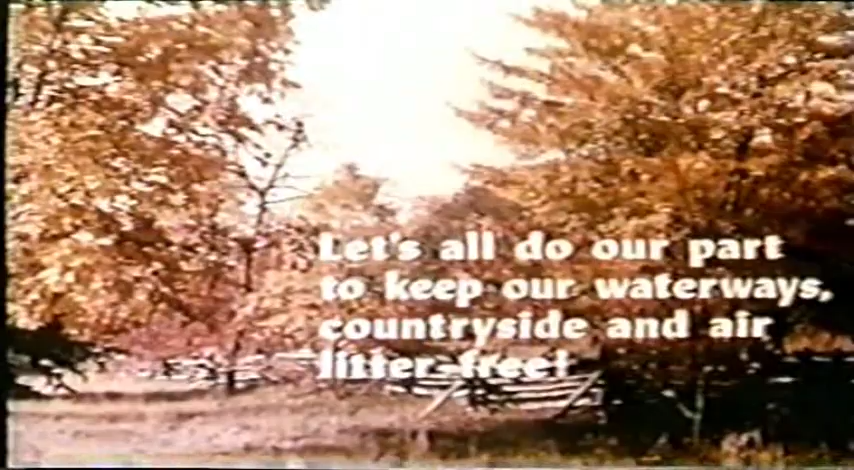 Let's all do our part
to keep our waterways,
countryside and air
litter-free!